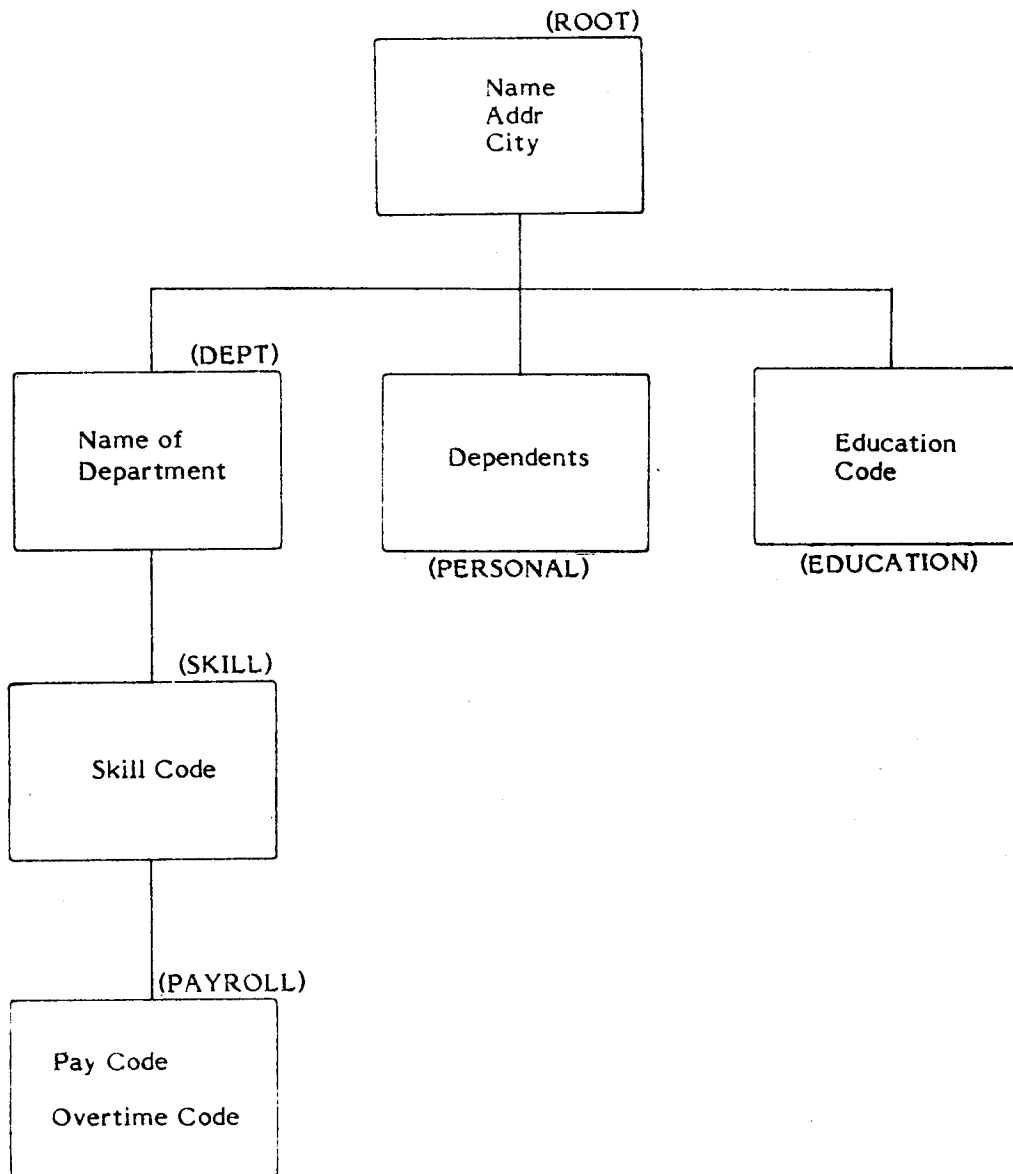 (ROOT)
Name
Addr
City
(DEPT)
Name of
Department
Dependents
Education
Code
(PERSONAL)
(EDUCATION)
(SKILL)
Skill Code
(PAYROLL)
Pay Code
Overtime Code